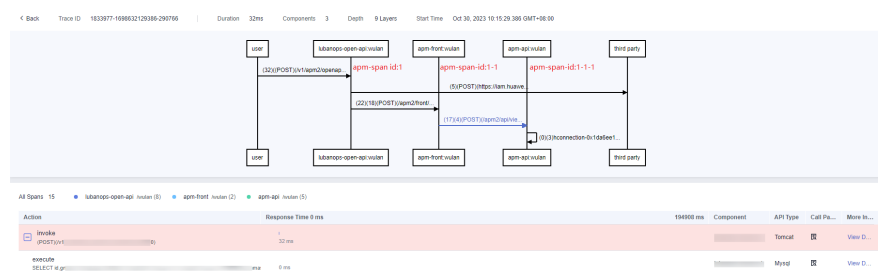 < Back Trace ID 1833977-1698632129386-290766 | Duration 32ms Components 3 Depth 9 Layers Start Time Oct 30, 2023 10:15:29.386 GMT+08:00
user lubanops-open-api:wulan apm-front:wulan apm-api:wulan third party
(32)((POST)/v1/apm2/openap... apm-span id:1 apm-span-id:1-1 apm-span-id:1-1-1
(5)(POST)https://iam.huawe...
(22)(18)(POST)/apm2/front/...
(17)(4)(POST)/apm2/api/vie...
(0)(3)hconnection-0x1da6ee1...
user lubanops-open-api:wulan apm-front:wulan apm-api:wulan third party
All Spans 15 lubanops-open-api /wulan (8) apm-front /wulan (2) apm-api /wulan (5)
Action Response Time 0 ms 194908 ms Component API Type Call Pa... More In...
invoke
(POST)/v1 32 ms Tomcat View D...
execute
SELECT id,gr ma 6 ms Mysql View D...